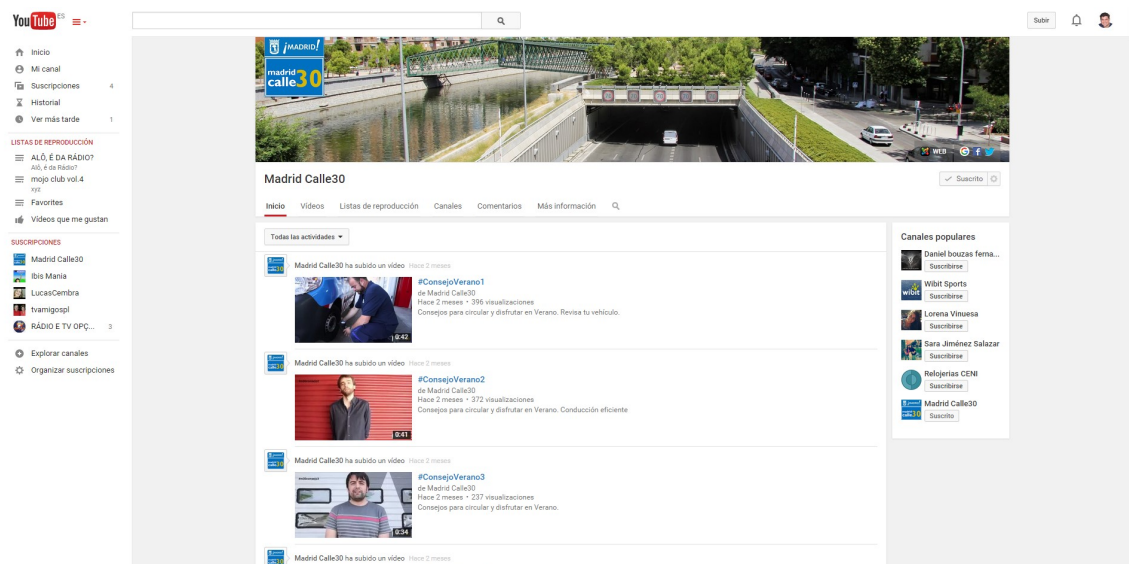 YouTube ES
Subir
Inicio
Mi canal
Suscripciones 4
Historial
Ver más tarde 1
LISTAS DE REPRODUCCIÓN
ALÔ, É DA RÁDIO?
Alô, é da Rádio?
mojo club vol.4
xyz
Favorites
Vídeos que me gustan
SUSCRIPCIONES
Madrid Calle30
Ibis Mania
LucasCembra
tvamigospl
RÁDIO E TV OPÇ... 3
Explorar canales
Organizar suscripciones
¡MADRID!
madrid
calle30
WEB
Madrid Calle30
Suscrito
Inicio Vídeos Listas de reproducción Canales Comentarios Más información
Todas las actividades
Madrid Calle30 ha subido un vídeo Hace 2 meses
#ConsejoVerano1
de Madrid Calle30
Hace 2 meses • 396 visualizaciones
Consejos para circular y disfrutar en Verano. Revisa tu vehículo.
0:42
Madrid Calle30 ha subido un vídeo Hace 2 meses
#ConsejoVerano2
de Madrid Calle30
Hace 2 meses • 372 visualizaciones
Consejos para circular y disfrutar en Verano. Conducción eficiente
0:41
Madrid Calle30 ha subido un vídeo Hace 2 meses
#ConsejoVerano3
de Madrid Calle30
Hace 2 meses • 237 visualizaciones
Consejos para circular y disfrutar en Verano.
0:34
Madrid Calle30 ha subido un vídeo Hace 2 meses
Canales populares
Daniel bouzas fema...
Suscribirse
wibit
Wibit Sports
Suscribirse
Lorena Vinuesa
Suscribirse
Sara Jiménez Salazar
Suscribirse
Relojerias CENI
Suscribirse
Madrid Calle30
Suscrito